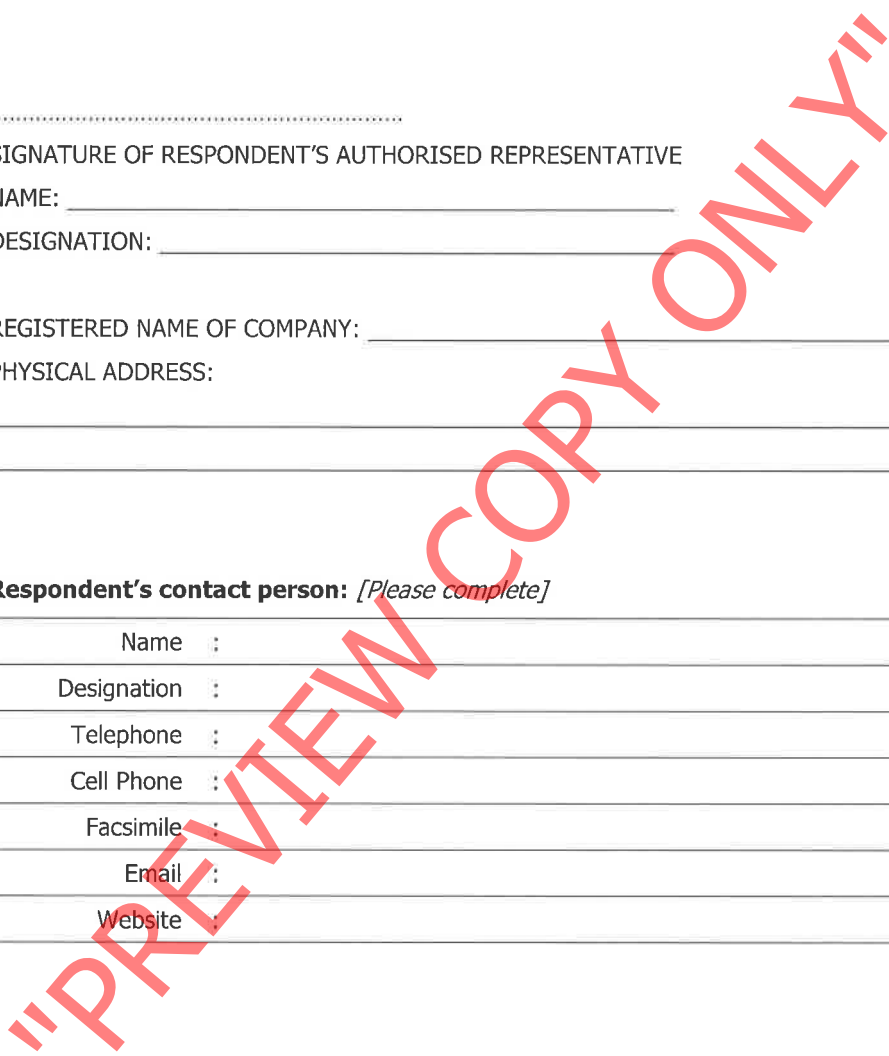 SIGNATURE OF RESPONDENT'S AUTHORISED REPRESENTATIVE
NAME:
DESIGNATION:
REGISTERED NAME OF COMPANY:
PHYSICAL ADDRESS:
Respondent's contact person: [Please complete]
Name :
Designation :
Telephone :
Cell Phone :
Facsimile :
Email :
Website :
"PREVIEW COPY ONLY"